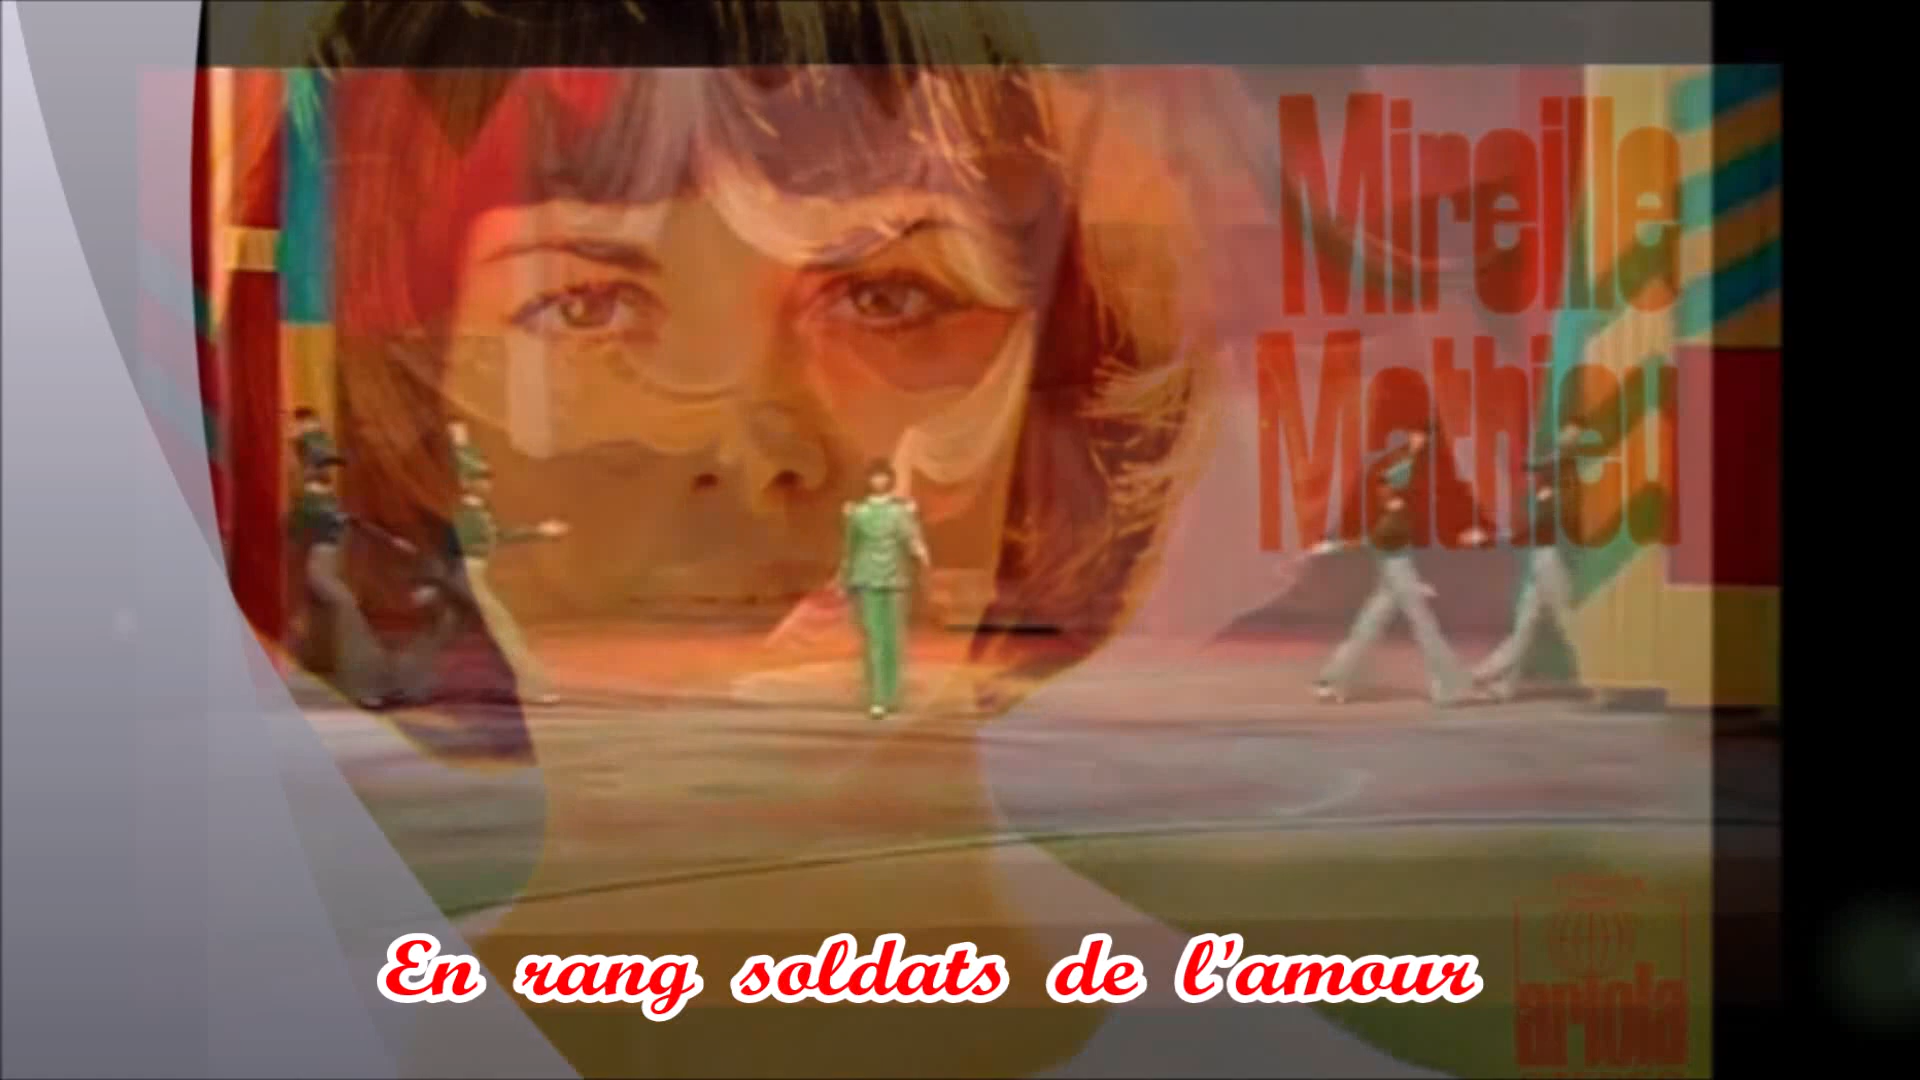 Mireille
Mathieu
ariola
En rang soldats de l'amour